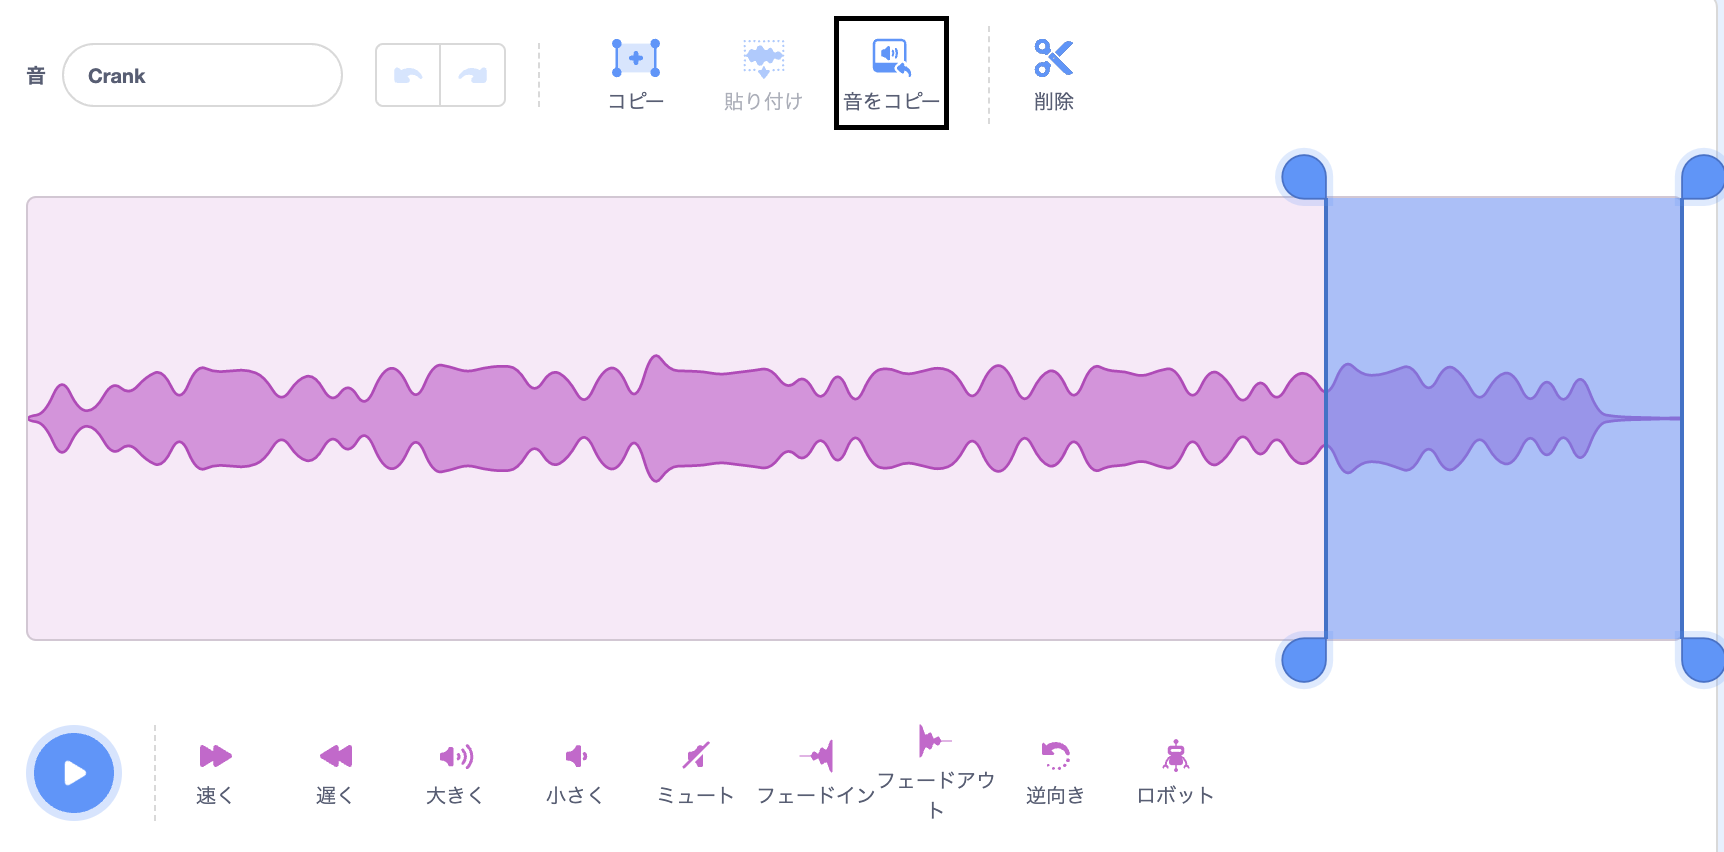 音 Crank
コピー 貼り付け 音をコピー 削除
速く 遅く 大きく 小さく ミュート フェードイン フェードアウ
ト 逆向き ロボット